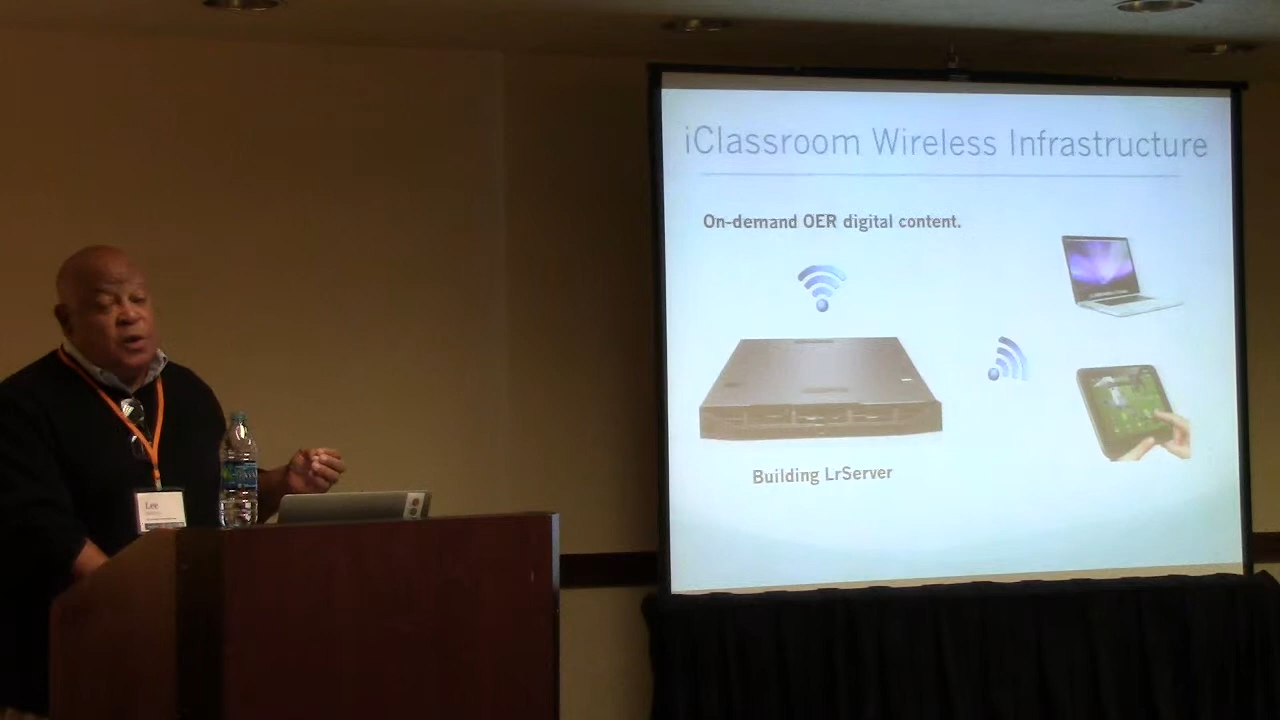 iClassroom Wireless Infrastructure
On-demand OER digital content.
Building LrServer
Lee